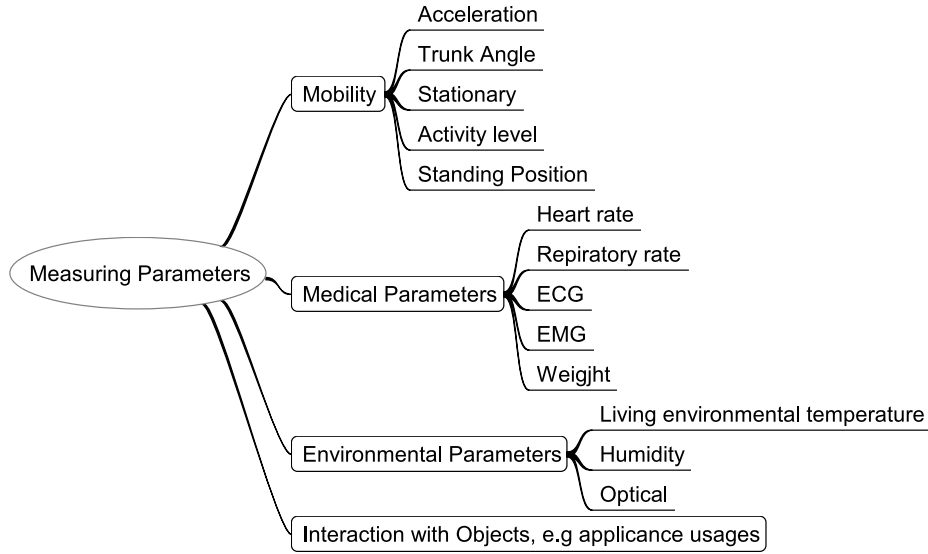 Measuring Parameters
Mobility
Acceleration
Trunk Angle
Stationary
Activity level
Standing Position
Medical Parameters
Heart rate
Repiratory rate
ECG
EMG
Weigjht
Environmental Parameters
Living environmental temperature
Humidity
Optical
Interaction with Objects, e.g applicance usages